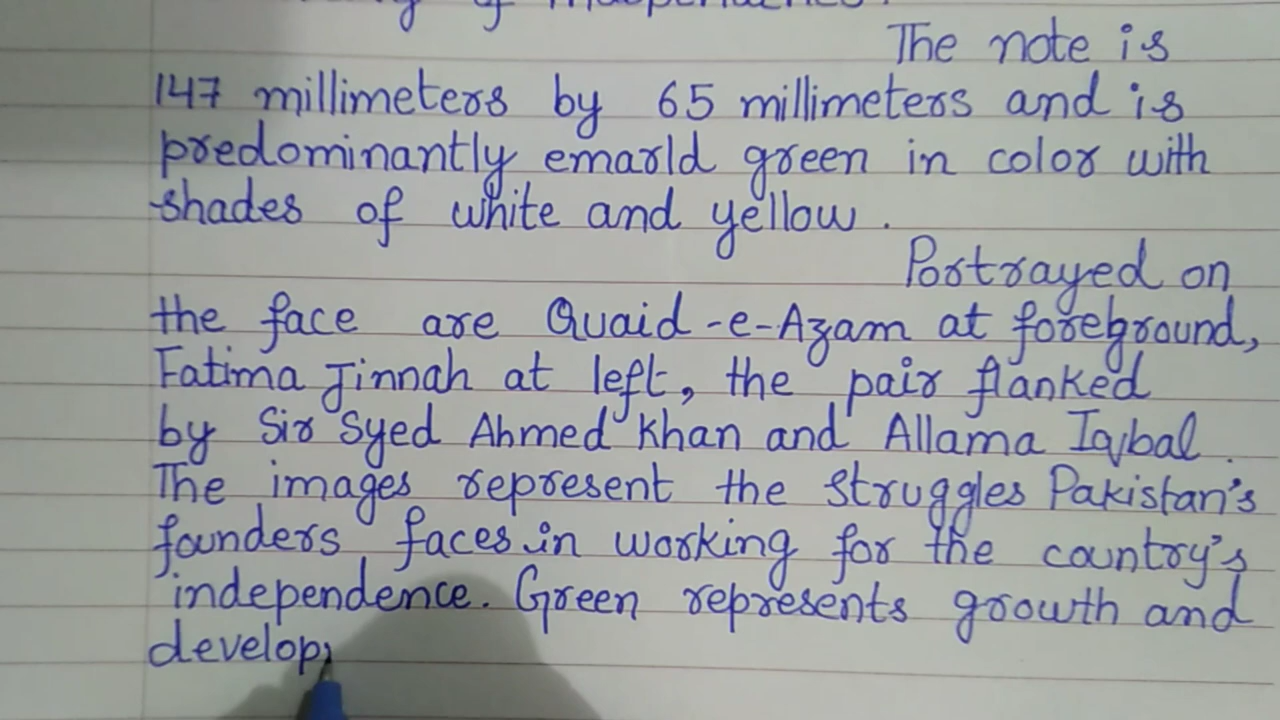 The note is
147 millimeters by 65 millimeters and is
predominantly emarld green in color with
shades of white and yellow.
Portrayed on
the face are Quaid-e-Azam at foreground,
Fatima Jinnah at left, the pair flanked
by Sir Syed Ahmed Khan and Allama Iqbal.
The images represent the struggles Pakistan's
founders faces in working for the country's
independence. Green represents growth and
develop